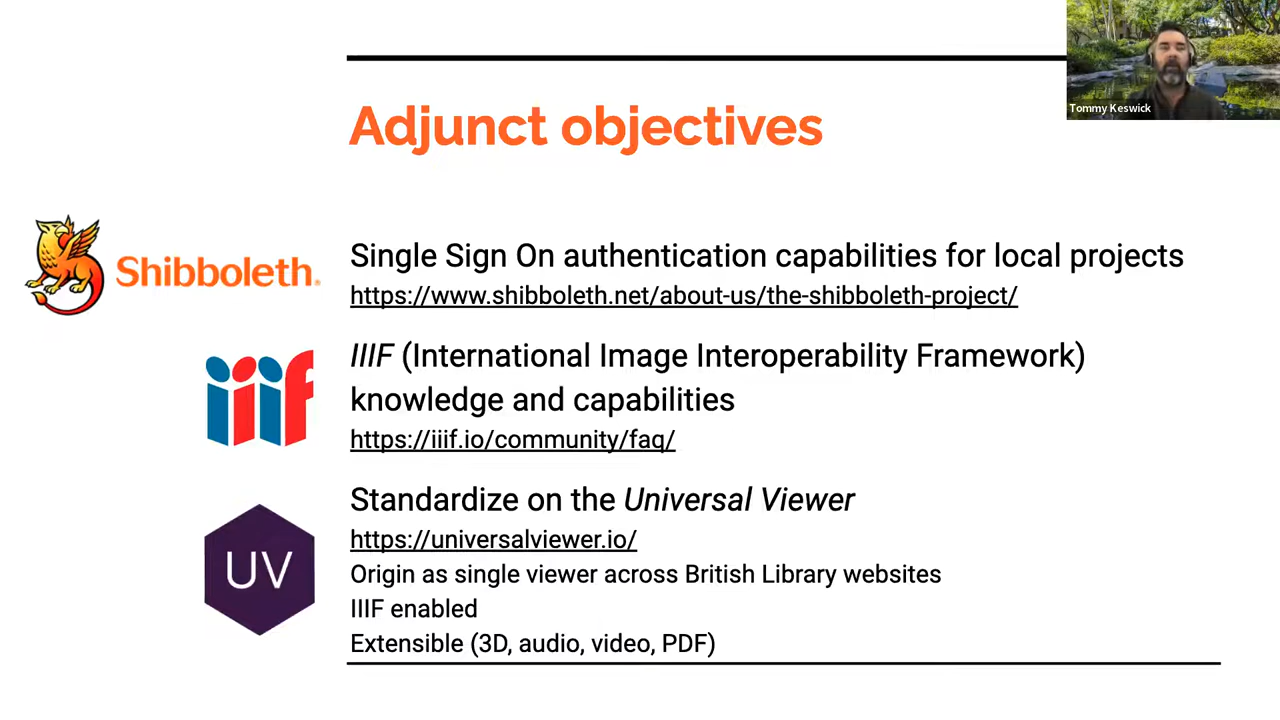 Tommy Keswick
Adjunct objectives
Shibboleth.
Single Sign On authentication capabilities for local projects
https://www.shibboleth.net/about-us/the-shibboleth-project/
iiif
IIIF (International Image Interoperability Framework)
knowledge and capabilities
https://iiif.io/community/faq/
UV
Standardize on the Universal Viewer
https://universalviewer.io/
Origin as single viewer across British Library websites
IIIF enabled
Extensible (3D, audio, video, PDF)